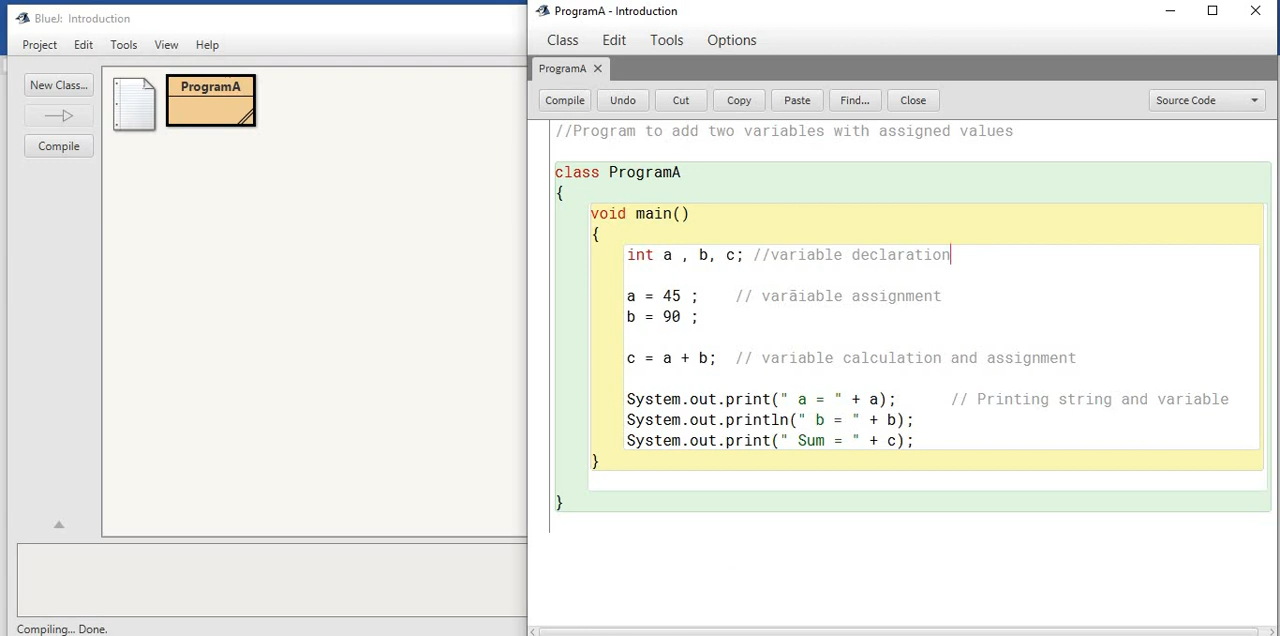 BlueJ: Introduction
Project Edit Tools View Help
New Class...
Compile
ProgramA
Compiling... Done.
ProgramA - Introduction
Class Edit Tools Options
ProgramA
Compile Undo Cut Copy Paste Find... Close Source Code
//Program to add two variables with assigned values
class ProgramA
{
void main()
{
int a , b, c; //variable declaration
a = 45 ; // varāiable assignment
b = 90 ;
c = a + b; // variable calculation and assignment
System.out.print(" a = " + a); // Printing string and variable
System.out.println(" b = " + b);
System.out.print(" Sum = " + c);
}
}